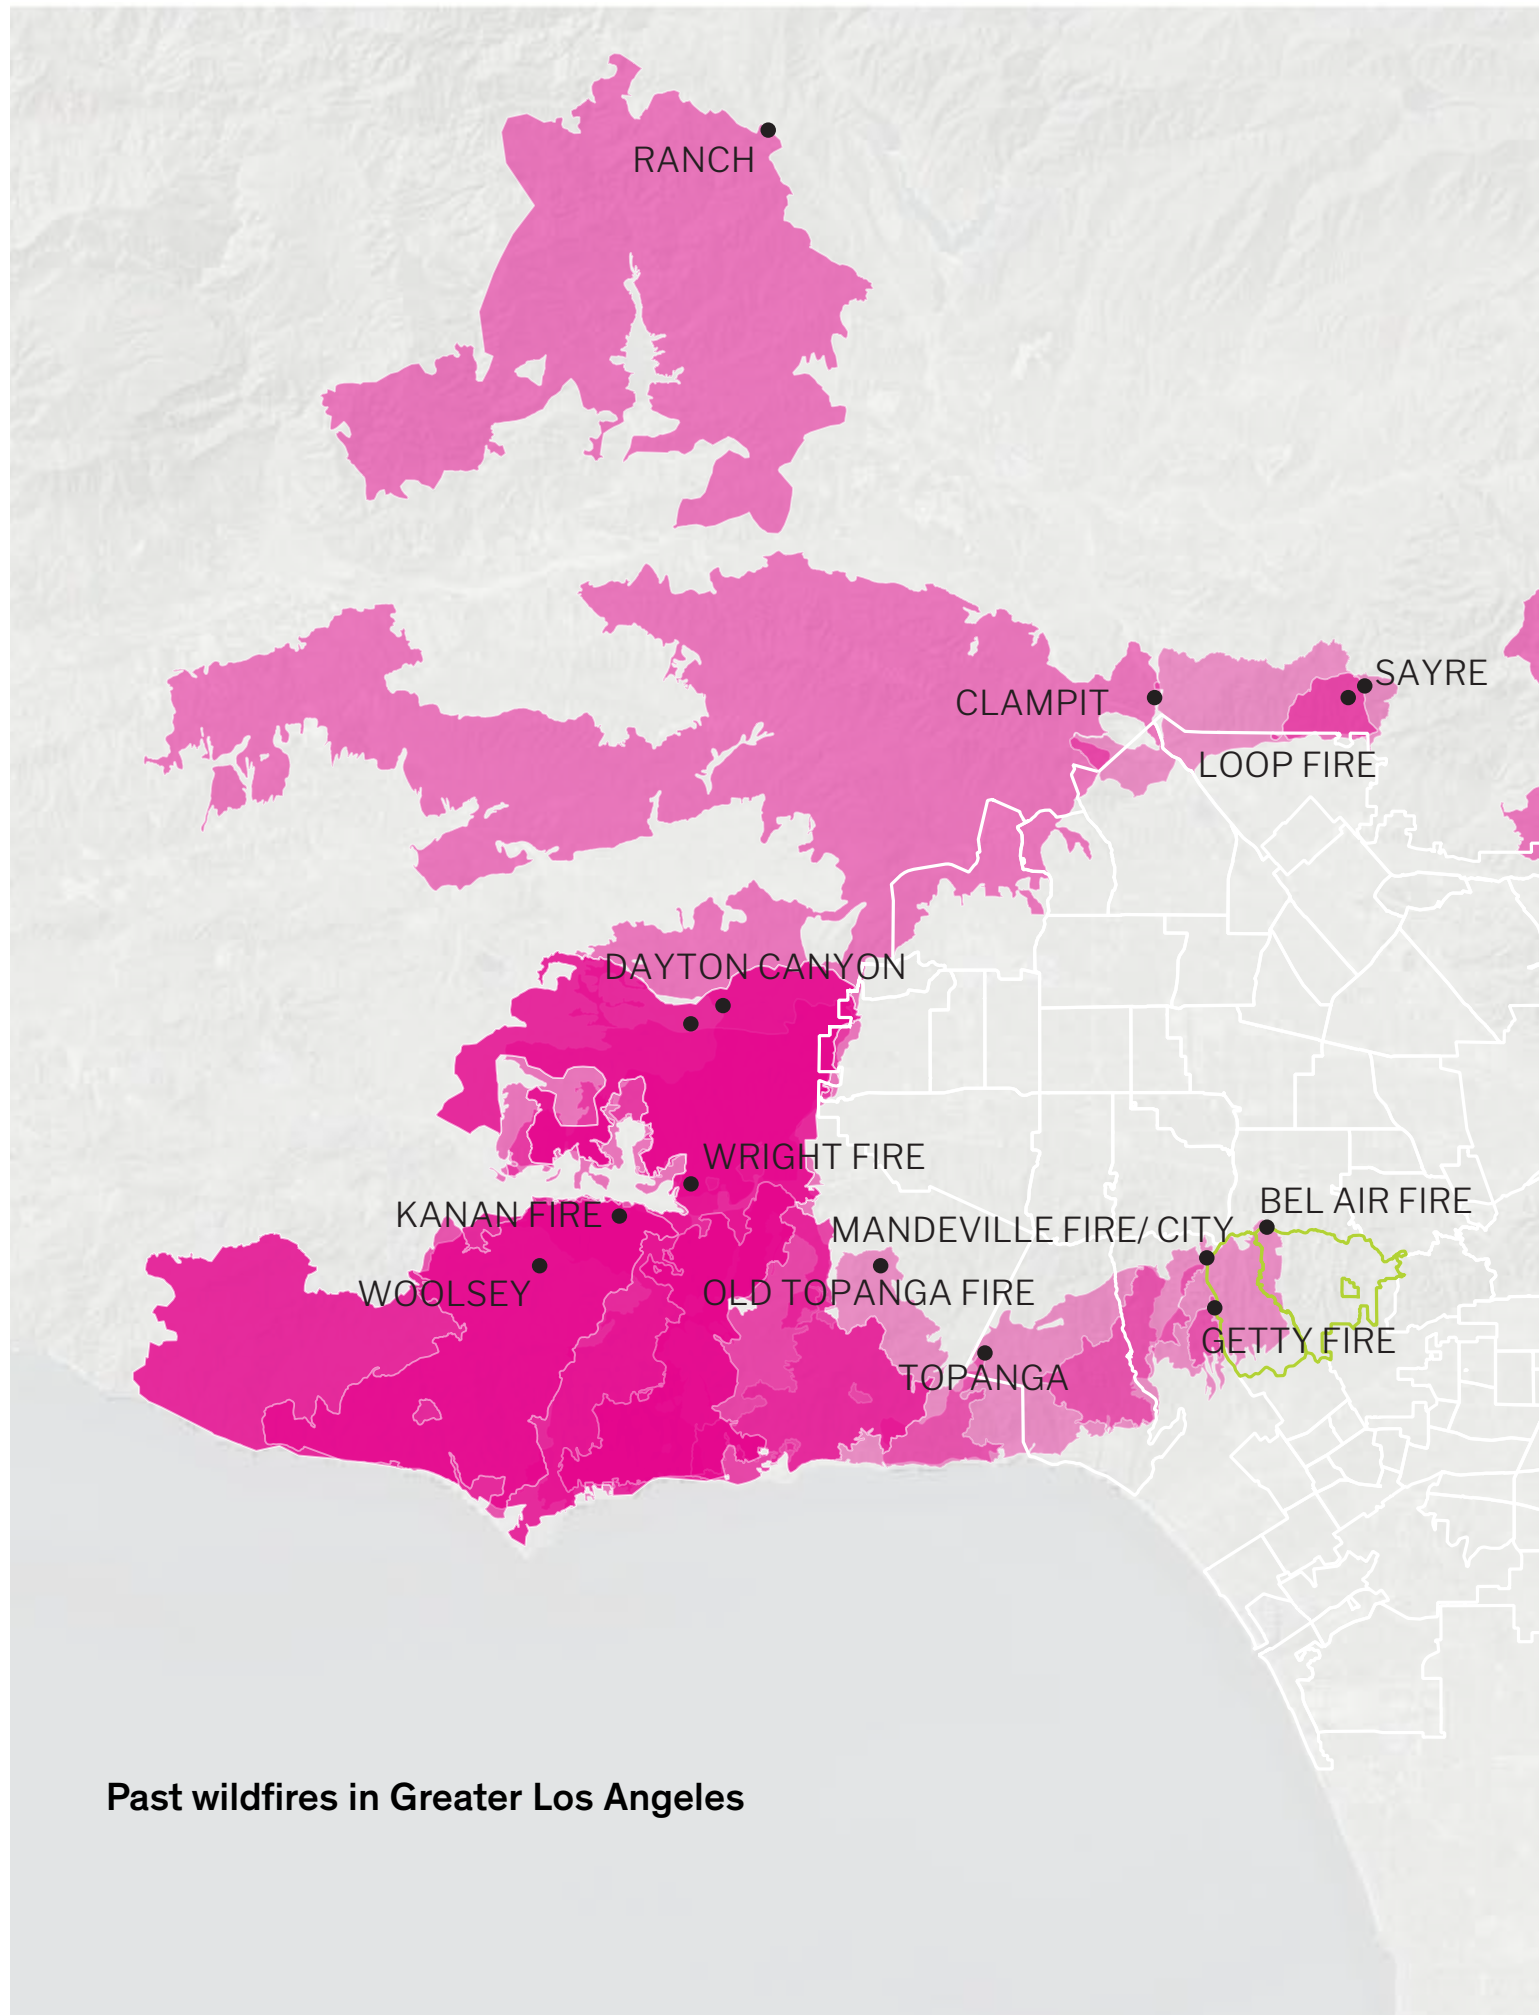 RANCH
SAYRE
CLAMPIT
LOOP FIRE
DAYTON CANYON
WRIGHT FIRE
KANAN FIRE
BEL AIR FIRE
MANDEVILLE FIRE/ CITY
WOOLSEY
OLD TOPANGA FIRE
GETTY FIRE
TOPANGA
Past wildfires in Greater Los Angeles